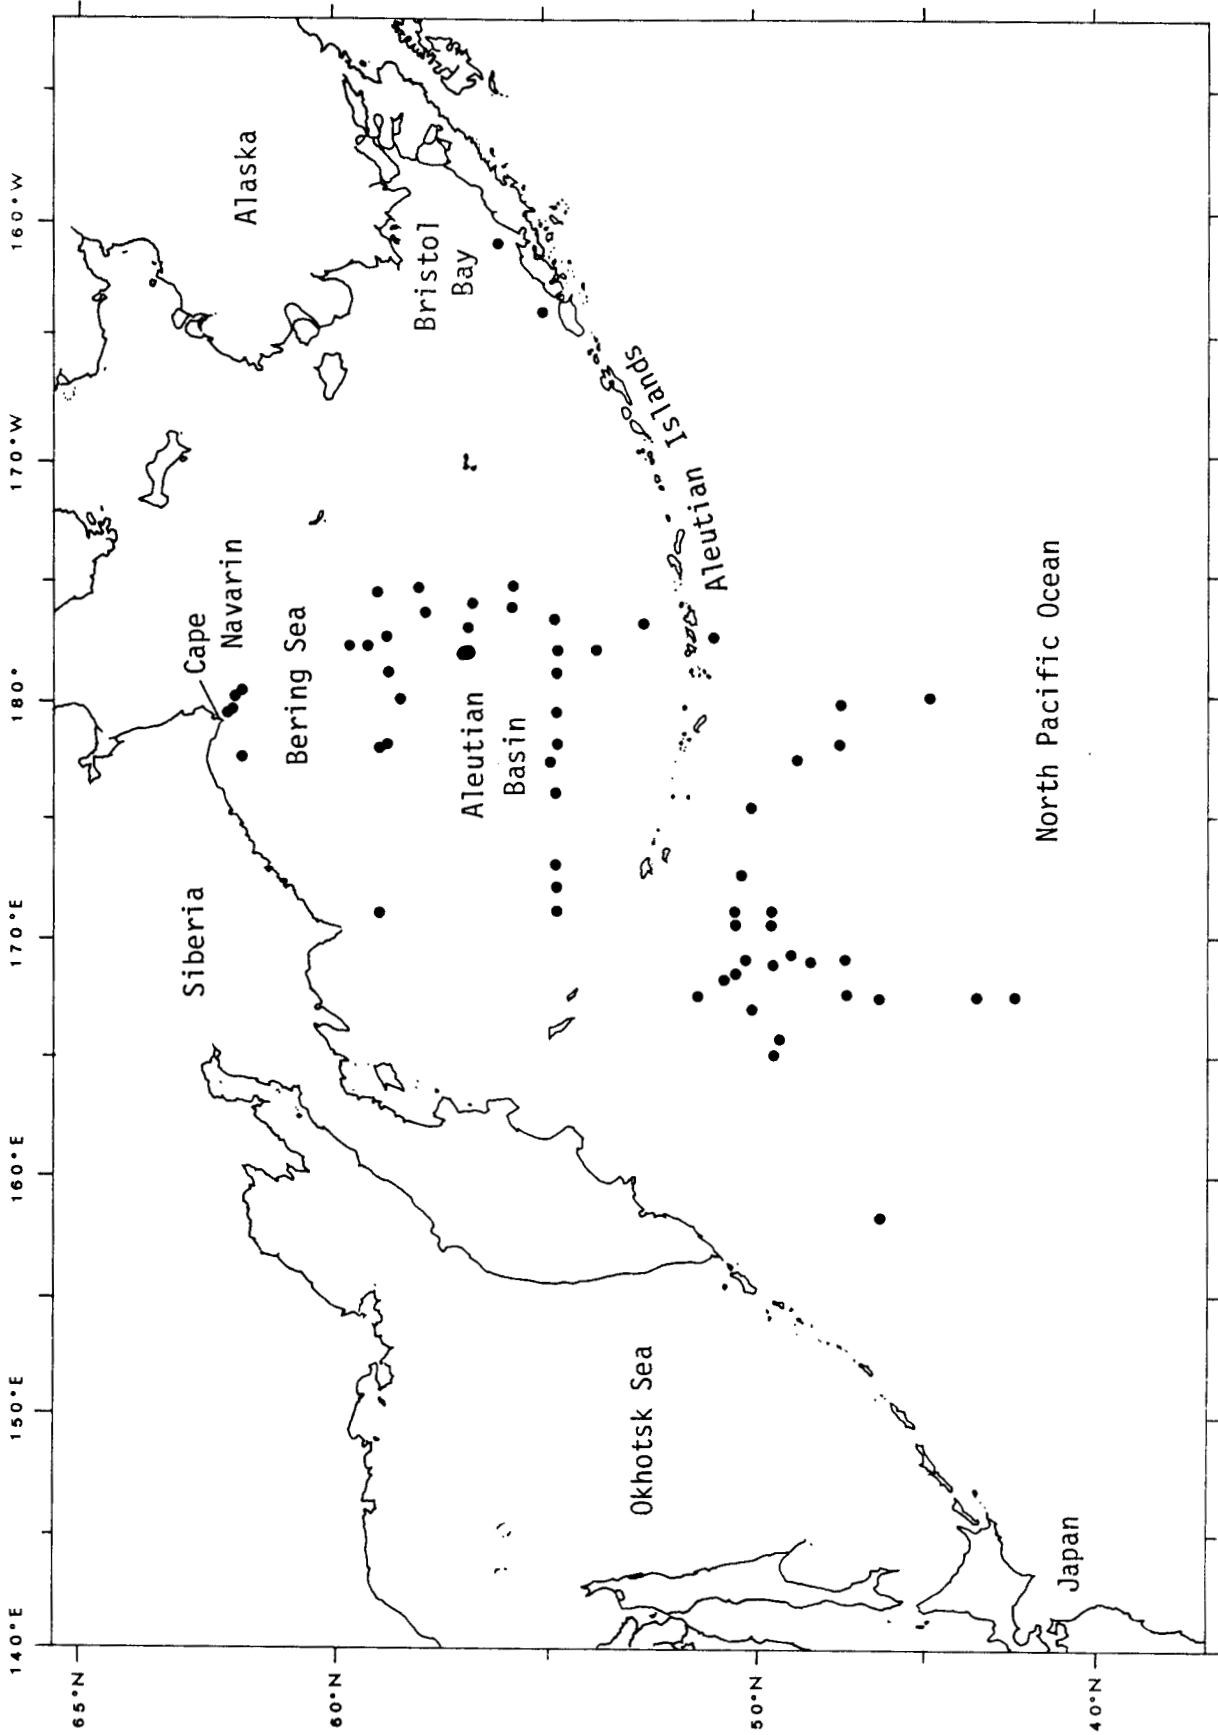 140°E
150°E
160°E
170°E
180°
170°W
160°W
65°N
60°N
50°N
40°N
Siberia
Cape
Navarin
Alaska
Bering Sea
Bristol
Bay
Aleutian
Basin
Aleutian Islands
Okhotsk Sea
North Pacific Ocean
Japan